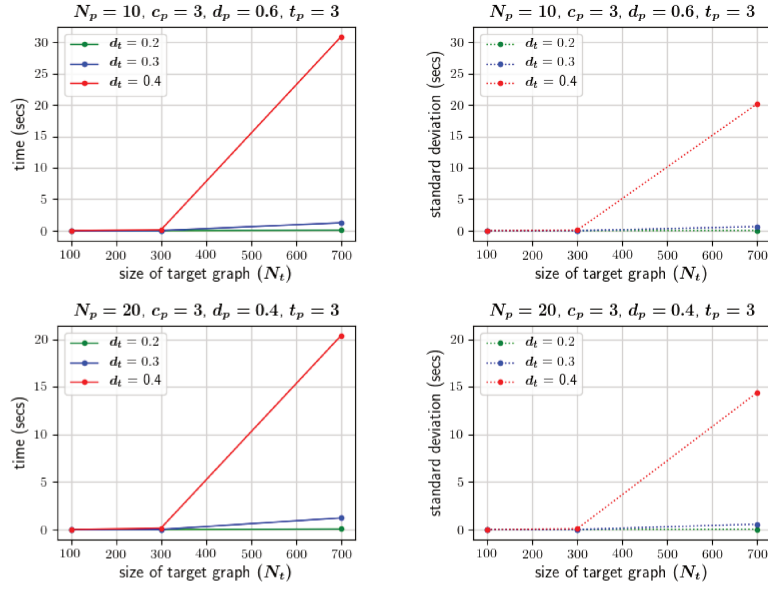 N_p = 10, c_p = 3, d_p = 0.6, t_p = 3
30
25
20
15
10
5
0
time (secs)
d_t = 0.2
d_t = 0.3
d_t = 0.4
100 200 300 400 500 600 700
size of target graph (N_t)
N_p = 10, c_p = 3, d_p = 0.6, t_p = 3
30
25
20
15
10
5
0
standard deviation (secs)
d_t = 0.2
d_t = 0.3
d_t = 0.4
100 200 300 400 500 600 700
size of target graph (N_t)
N_p = 20, c_p = 3, d_p = 0.4, t_p = 3
20
15
10
5
0
time (secs)
d_t = 0.2
d_t = 0.3
d_t = 0.4
100 200 300 400 500 600 700
size of target graph (N_t)
N_p = 20, c_p = 3, d_p = 0.4, t_p = 3
20
15
10
5
0
standard deviation (secs)
d_t = 0.2
d_t = 0.3
d_t = 0.4
100 200 300 400 500 600 700
size of target graph (N_t)